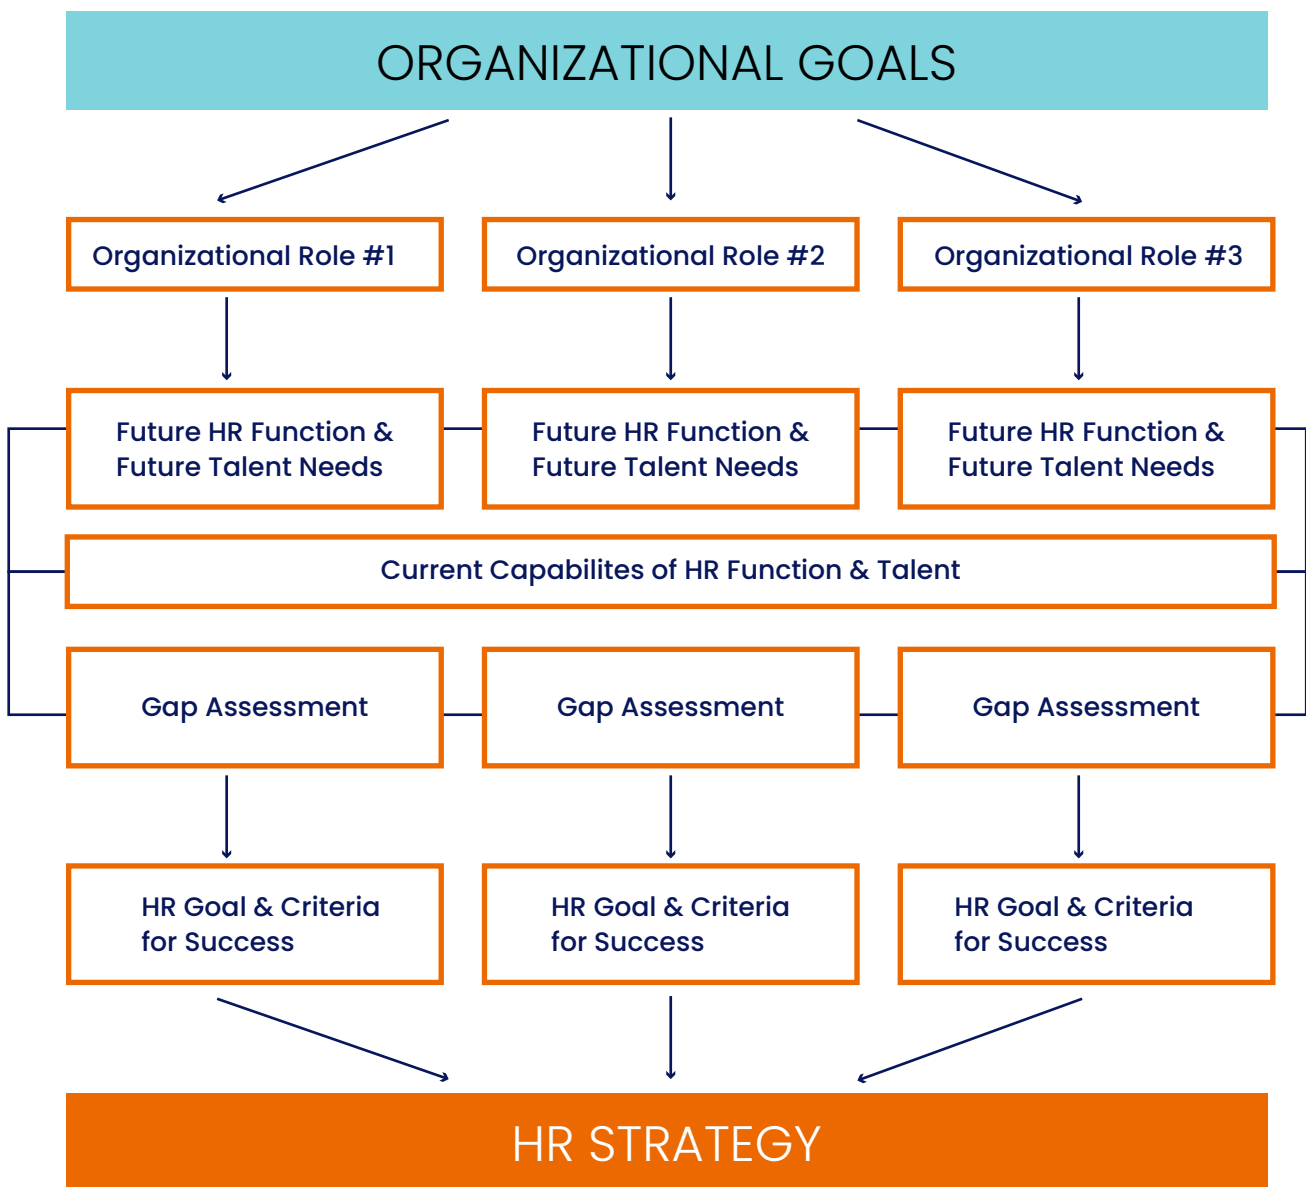 ORGANIZATIONAL GOALS
Organizational Role #1
Organizational Role #2
Organizational Role #3
Future HR Function &
Future Talent Needs
Future HR Function &
Future Talent Needs
Future HR Function &
Future Talent Needs
Current Capabilites of HR Function & Talent
Gap Assessment
Gap Assessment
Gap Assessment
HR Goal & Criteria
for Success
HR Goal & Criteria
for Success
HR Goal & Criteria
for Success
HR STRATEGY